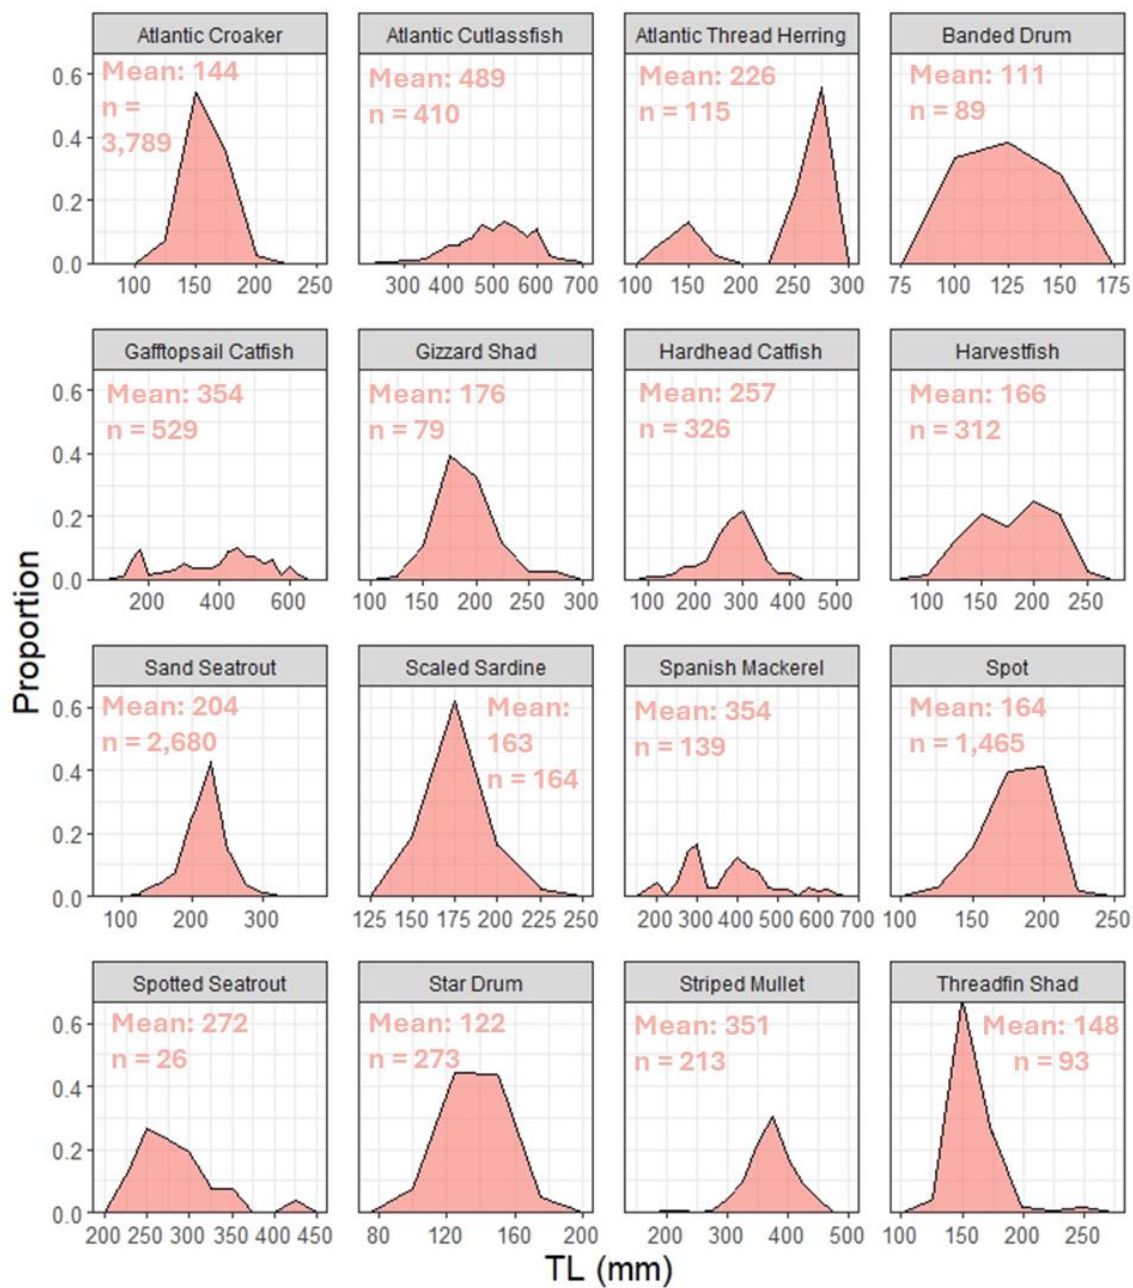 Atlantic Croaker
Mean: 144
n =
3,789
0.6
0.4
0.2
0.0
100 150 200 250
Atlantic Cutlassfish
Mean: 489
n = 410
300 400 500 600 700
Atlantic Thread Herring
Mean: 226
n = 115
100 150 200 250 300
Banded Drum
Mean: 111
n = 89
75 100 125 150 175
Gafftopsail Catfish
Mean: 354
n = 529
0.6
0.4
0.2
0.0
200 400 600
Gizzard Shad
Mean: 176
n = 79
100 150 200 250 300
Hardhead Catfish
Mean: 257
n = 326
100 200 300 400 500
Harvestfish
Mean: 166
n = 312
100 150 200 250
Proportion
Sand Seatrout
Mean: 204
n = 2,680
0.6
0.4
0.2
0.0
100 200 300
Scaled Sardine
Mean:
163
n = 164
125 150 175 200 225 250
Spanish Mackerel
Mean: 354
n = 139
200 300 400 500 600 700
Spot
Mean: 164
n = 1,465
100 150 200 250
Spotted Seatrout
Mean: 272
n = 26
0.6
0.4
0.2
0.0
200 250 300 350 400 450
Star Drum
Mean: 122
n = 273
80 120 160 200
Striped Mullet
Mean: 351
n = 213
200 300 400 500
Threadfin Shad
Mean: 148
n = 93
100 150 200 250
TL (mm)